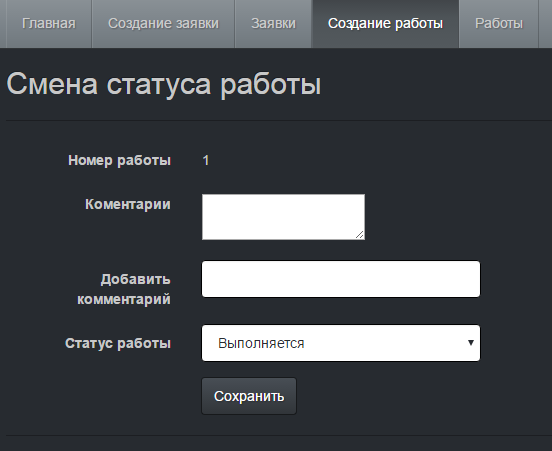 Главная Создание заявки Заявки Создание работы Работы
Смена статуса работы
Номер работы 1
Коментарии
Добавить
комментарий
Статус работы Выполняется
Сохранить